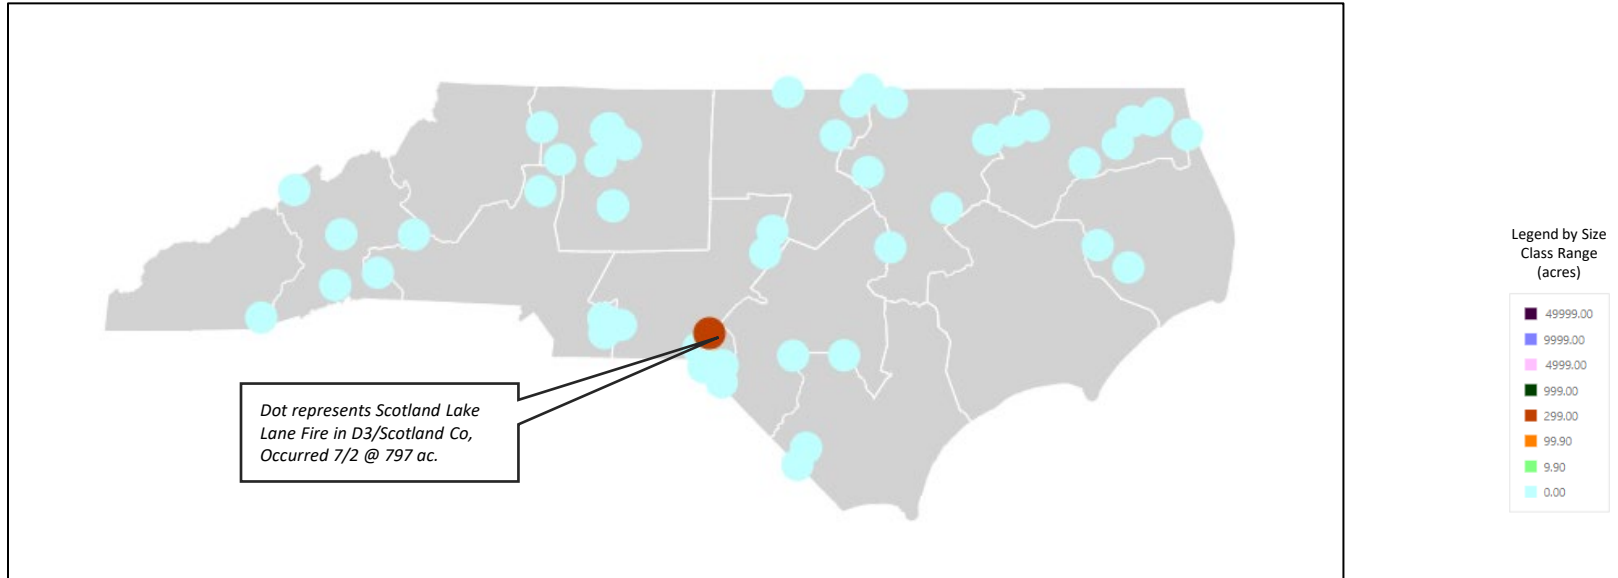 Dot represents Scotland Lake
Lane Fire in D3/Scotland Co,
Occurred 7/2 @ 797 ac.
Legend by Size
Class Range
(acres)
49999.00
9999.00
4999.00
999.00
299.00
99.90
9.90
0.00